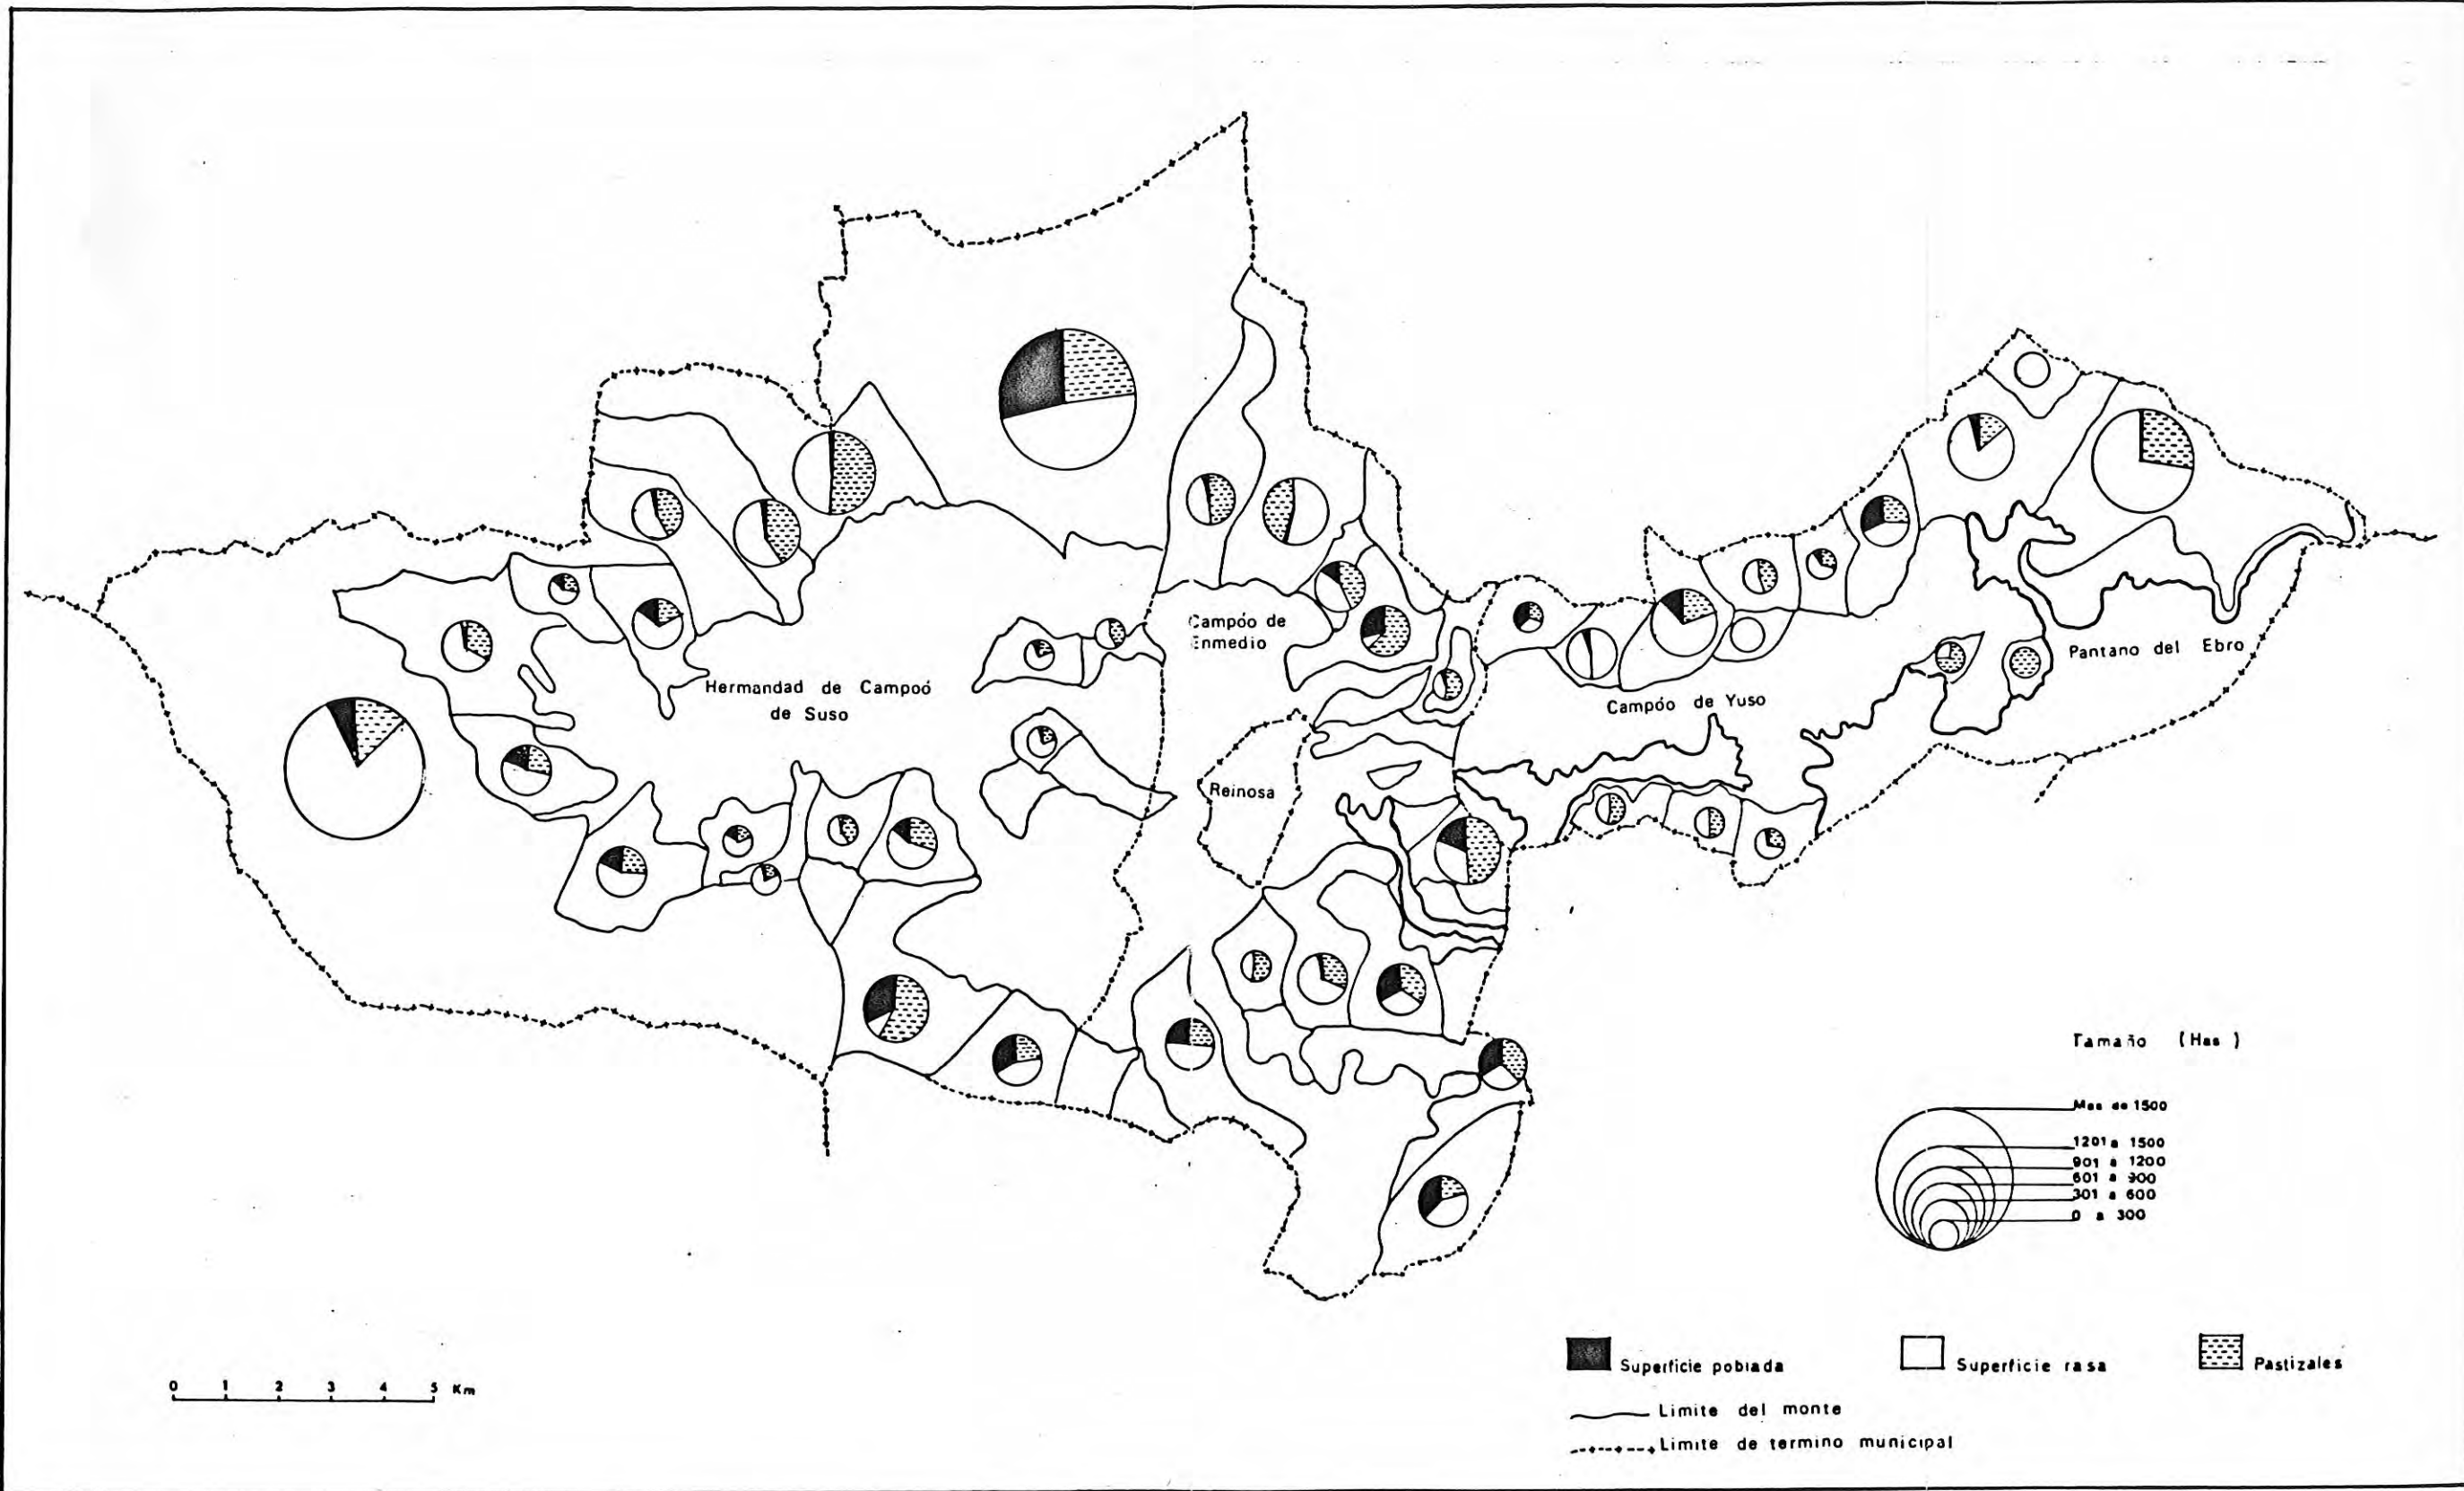 Campóo de
Enmedio
Hermandad de Campoó
de Suso
Pantano del Ebro
Campóo de Yuso
Reinosa
Tamaño (Has)
Mas de 1500
1201 a 1500
901 a 1200
601 a 900
301 a 600
0 a 300
Superficie poblada
Superficie rasa
Pastizales
0 1 2 3 4 5 Km
Limite del monte
Limite de termino municipal